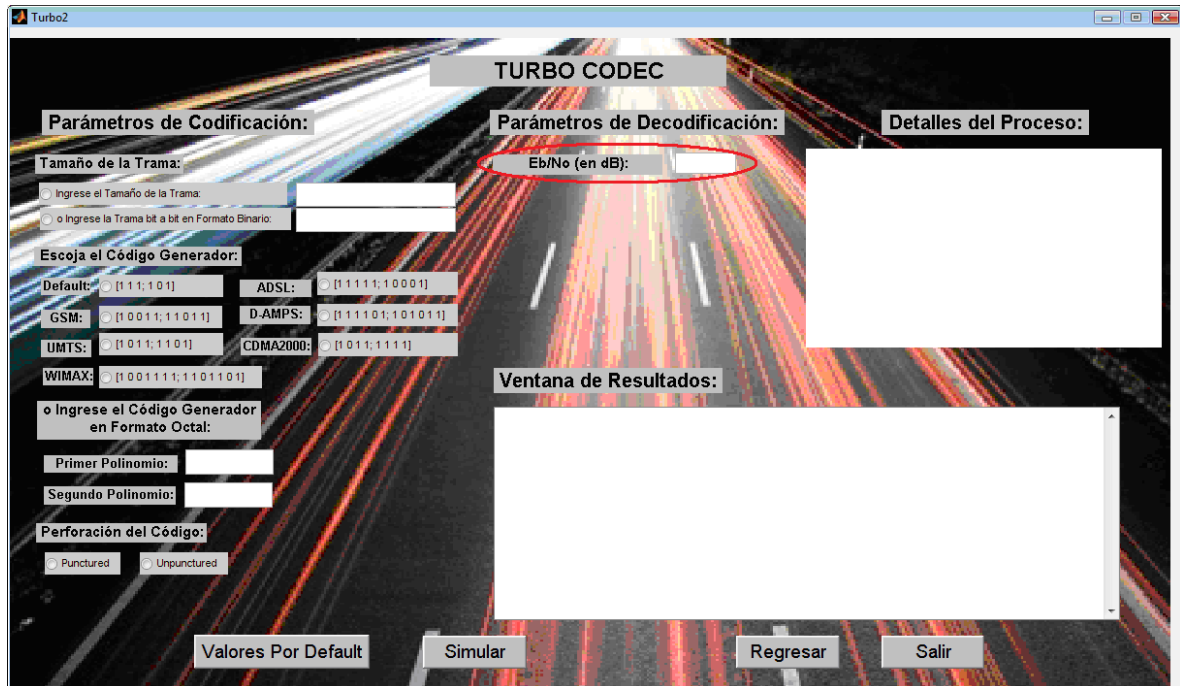 Turbo2
TURBO CODEC
Parámetros de Codificación:
Tamaño de la Trama:
Ingrese el Tamaño de la Trama:
o Ingrese la Trama bit a bit en Formato Binario:
Escoja el Código Generador:
Default: [1 1 1; 1 0 1]
ADSL: [1 1 1 1 1; 1 0 0 0 1]
GSM: [1 0 0 1 1; 1 1 0 1 1]
D-AMPS: [1 1 1 1 0 1; 1 0 1 0 1 1]
UMTS: [1 0 1 1; 1 1 0 1]
CDMA2000: [1 0 1 1; 1 1 1 1]
WIMAX: [1 0 0 1 1 1 1; 1 1 0 1 1 0 1]
o Ingrese el Código Generador
en Formato Octal:
Primer Polinomio:
Segundo Polinomio:
Perforación del Código:
Punctured Unpunctured
Parámetros de Decodificación:
Eb/No (en dB):
Detalles del Proceso:
Ventana de Resultados:
Valores Por Default
Simular
Regresar
Salir